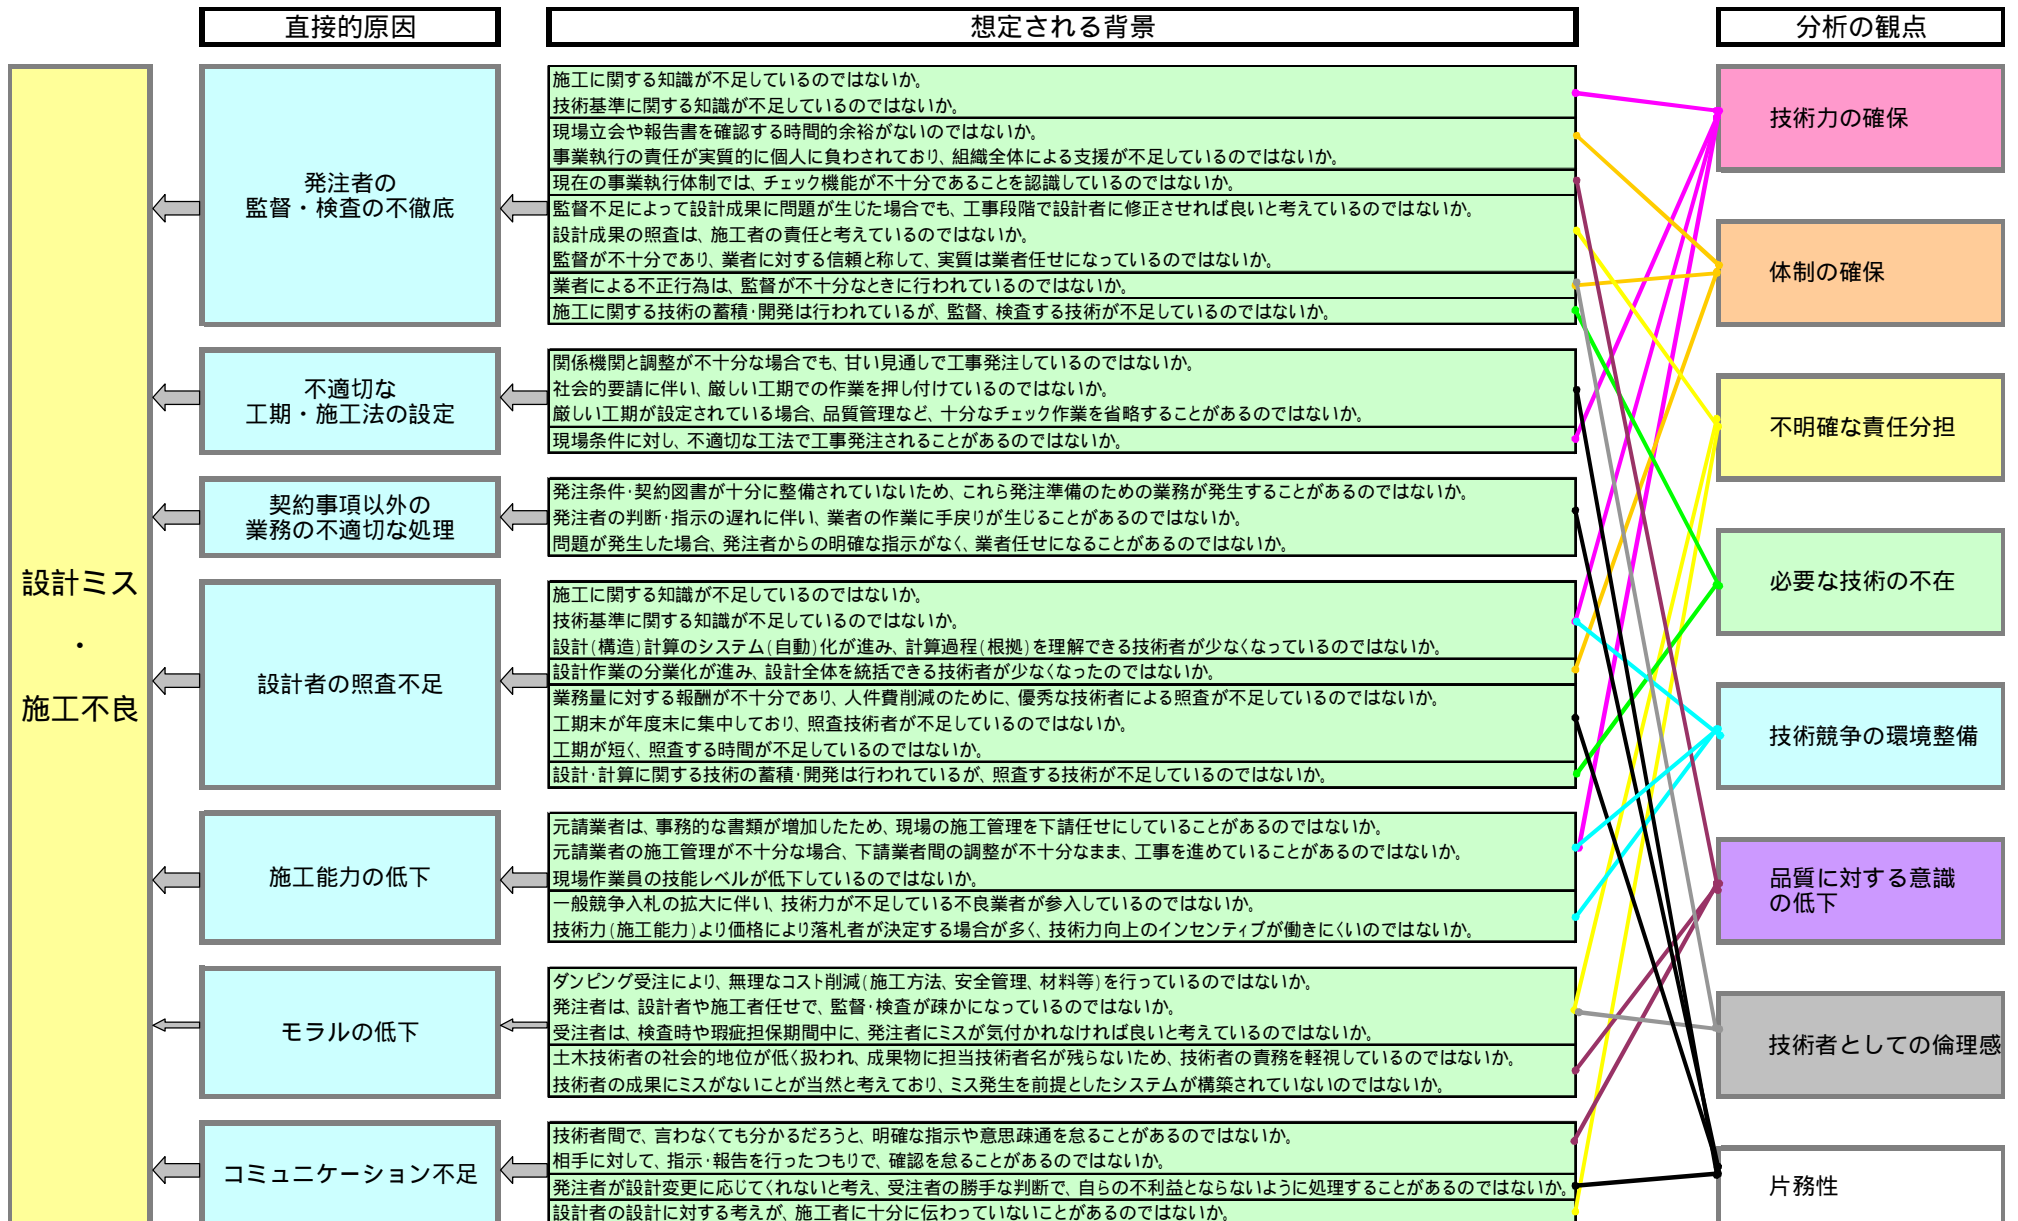 直接的原因
想定される背景
分析の観点
設計ミス
・
施工不良
発注者の
監督・検査の不徹底
施工に関する知識が不足しているのではないか。
技術基準に関する知識が不足しているのではないか。
現場立会や報告書を確認する時間的余裕がないのではないか。
事業執行の責任が実質的に個人に負わされており、組織全体による支援が不足しているのではないか。
現在の事業執行体制では、チェック機能が不十分であることを認識しているのではないか。
監督不足によって設計成果に問題が生じた場合でも、工事段階で設計者に修正させれば良いと考えているのではないか。
設計成果の照査は、施工者の責任と考えているのではないか。
監督が不十分であり、業者に対する信頼と称して、実質は業者任せになっているのではないか。
業者による不正行為は、監督が不十分なときに行われているのではないか。
施工に関する技術の蓄積・開発は行われているが、監督、検査する技術が不足しているのではないか。
不適切な
工期・施工法の設定
関係機関と調整が不十分な場合でも、甘い見通しで工事発注しているのではないか。
社会的要請に伴い、厳しい工期での作業を押し付けているのではないか。
厳しい工期が設定されている場合、品質管理など、十分なチェック作業を省略することがあるのではないか。
現場条件に対し、不適切な工法で工事発注されることがあるのではないか。
契約事項以外の
業務の不適切な処理
発注条件・契約図書が十分に整備されていないため、これら発注準備のための業務が発生することがあるのではないか。
発注者の判断・指示の遅れに伴い、業者の作業に手戻りが生じることがあるのではないか。
問題が発生した場合、発注者からの明確な指示がなく、業者任せになることがあるのではないか。
設計者の照査不足
施工に関する知識が不足しているのではないか。
技術基準に関する知識が不足しているのではないか。
設計(構造)計算のシステム(自動)化が進み、計算過程(根拠)を理解できる技術者が少なくなっているのではないか。
設計作業の分業化が進み、設計全体を統括できる技術者が少なくなったのではないか。
業務量に対する報酬が不十分であり、人件費削減のために、優秀な技術者による照査が不足しているのではないか。
工期末が年度末に集中しており、照査技術者が不足しているのではないか。
工期が短く、照査する時間が不足しているのではないか。
設計・計算に関する技術の蓄積・開発は行われているが、照査する技術が不足しているのではないか。
施工能力の低下
元請業者は、事務的な書類が増加したため、現場の施工管理を下請任せにしていることがあるのではないか。
元請業者の施工管理が不十分な場合、下請業者間の調整が不十分なまま、工事を進めていることがあるのではないか。
現場作業員の技能レベルが低下しているのではないか。
一般競争入札の拡大に伴い、技術力が不足している不良業者が参入しているのではないか。
技術力(施工能力)より価格により落札者が決定する場合が多く、技術力向上のインセンティブが働きにくいのではないか。
モラルの低下
ダンピング受注により、無理なコスト削減(施工方法、安全管理、材料等)を行っているのではないか。
発注者は、設計者や施工者任せで、監督・検査が疎かになっているのではないか。
受注者は、検査時や瑕疵担保期間中に、発注者にミスが気付かれなければ良いと考えているのではないか。
土木技術者の社会的地位が低く扱われ、成果物に担当技術者名が残らないため、技術者の責務を軽視しているのではないか。
技術者の成果にミスがないことが当然と考えており、ミス発生を前提としたシステムが構築されていないのではないか。
コミュニケーション不足
技術者間で、言わなくても分かるだろうと、明確な指示や意思疎通を怠ることがあるのではないか。
相手に対して、指示・報告を行ったつもりで、確認を怠ることがあるのではないか。
発注者が設計変更に応じてくれないと考え、受注者の勝手な判断で、自らの不利益とならないように処理することがあるのではないか。
設計者の設計に対する考えが、施工者に十分に伝わっていないことがあるのではないか。
技術力の確保
体制の確保
不明確な責任分担
必要な技術の不在
技術競争の環境整備
品質に対する意識
の低下
技術者としての倫理感
片務性